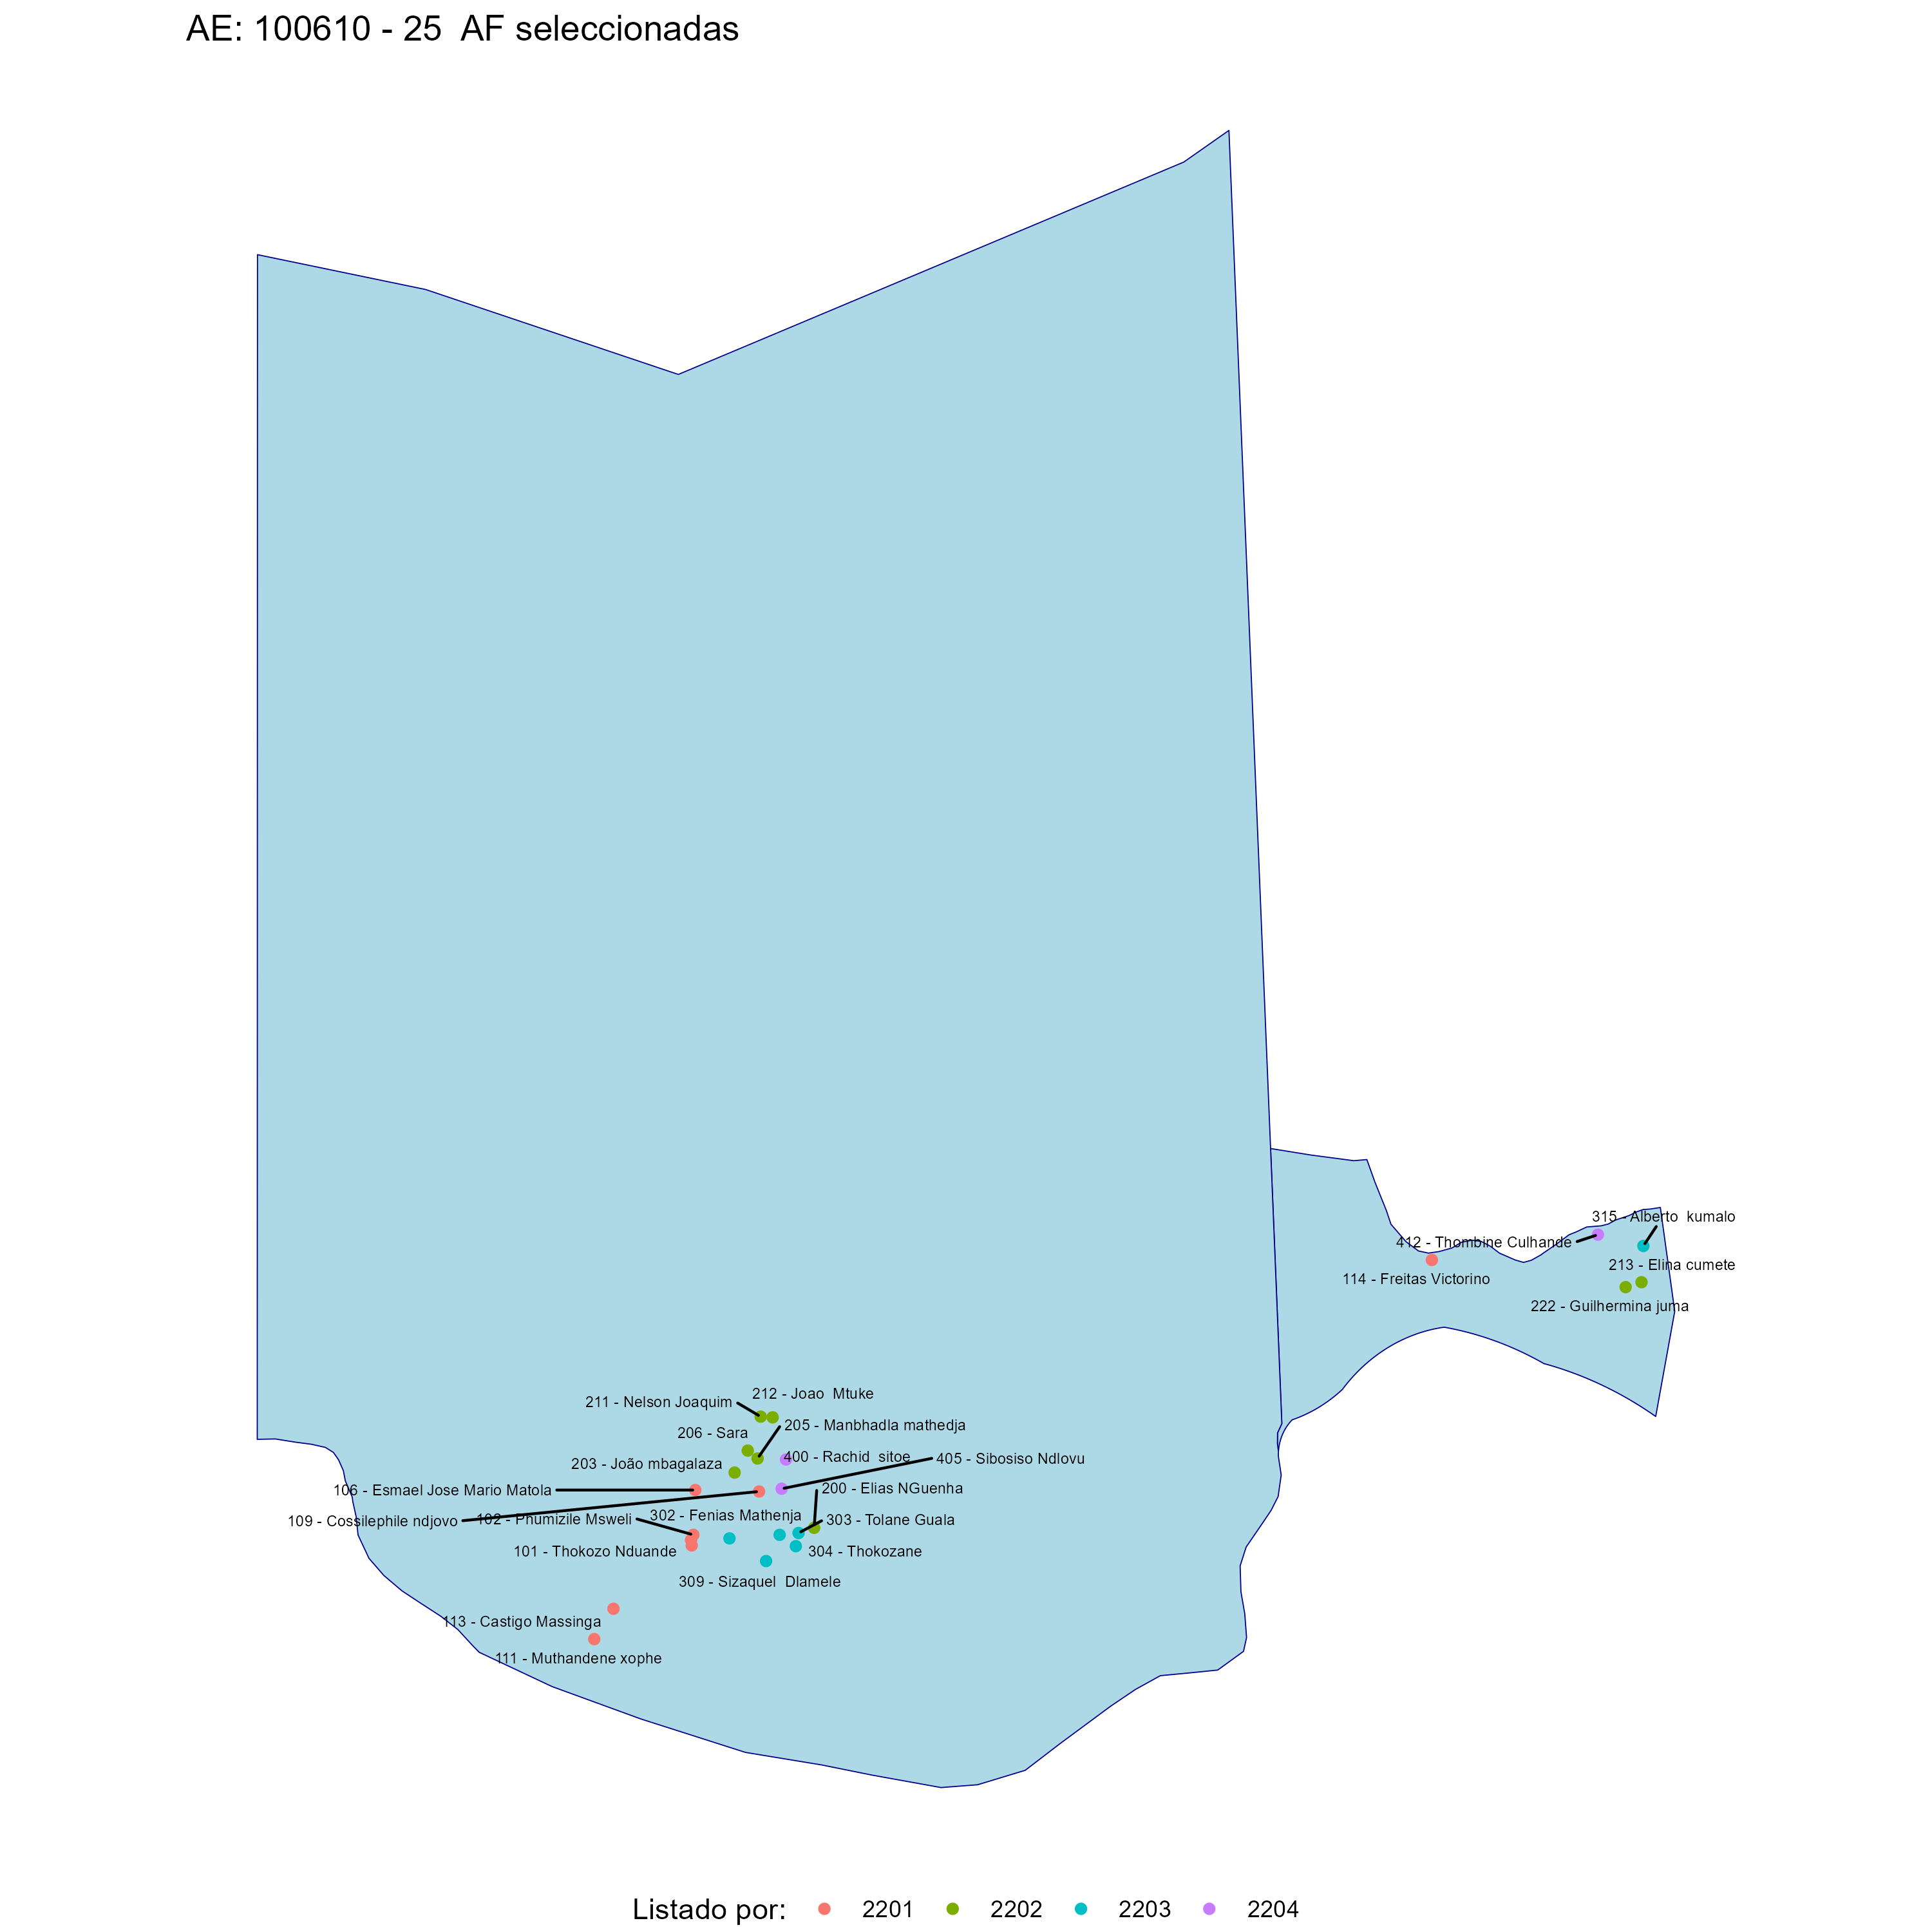 AE: 100610 - 25  AF seleccionadas
315 - Alberto  kumalo
412 - Thombine Culhande
213 - Elina cumete
114 - Freitas Victorino
222 - Guilhermina juma
212 - Joao  Mtuke
211 - Nelson Joaquim
205 - Manbhadla mathedja
206 - Sara
400 - Rachid  sitoe
405 - Sibosiso Ndlovu
203 - João mbagalaza
200 - Elias NGuenha
106 - Esmael Jose Mario Matola
302 - Fenias Mathenja
109 - Cossilephile ndjovo
102 - Phumizile Msweli
303 - Tolane Guala
101 - Thokozo Nduande
304 - Thokozane
309 - Sizaquel  Dlamele
113 - Castigo Massinga
111 - Muthandene xophe
Listado por: 2201 2202 2203 2204